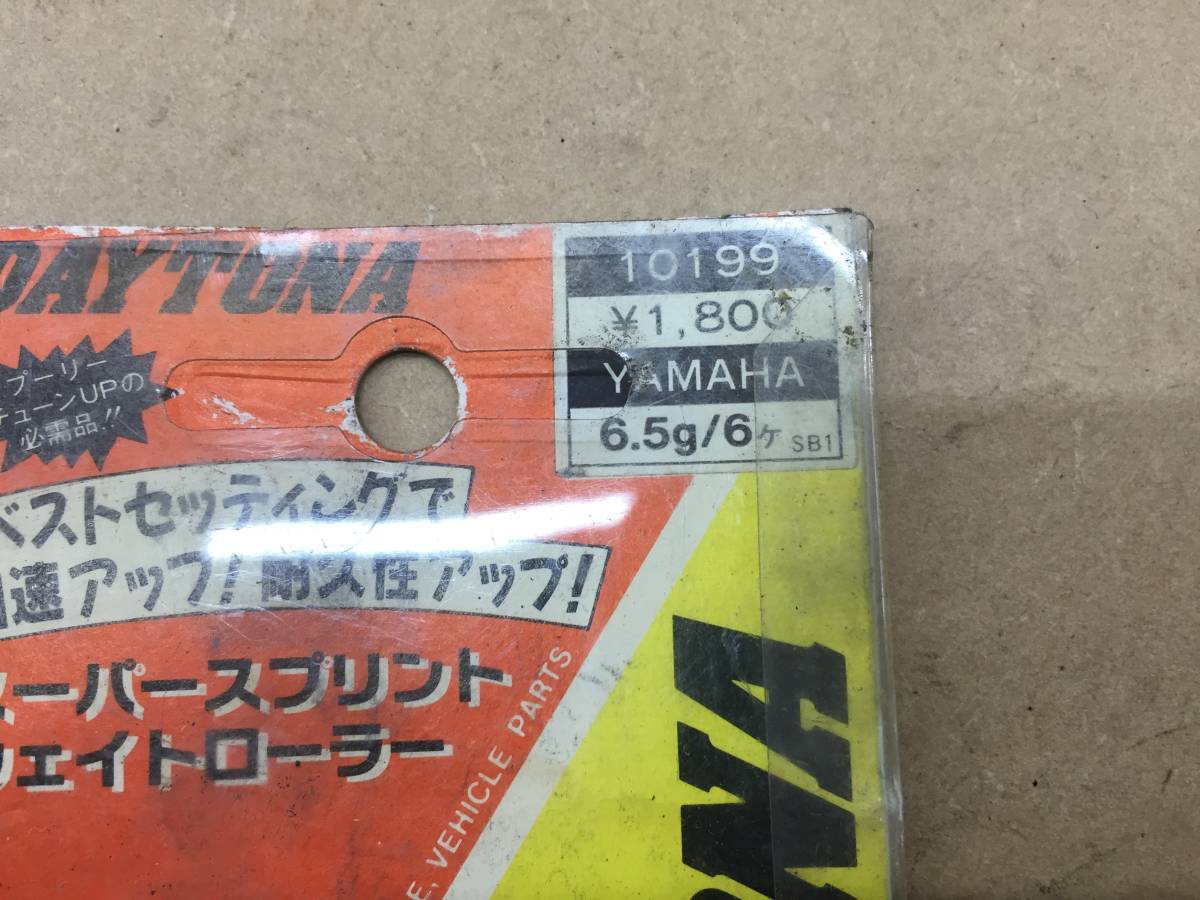 DAYTONA
10199
¥1,800
YAMAHA
6.5g/6ヶ SB1
プーリー
チューンUPの
必需品!!
ベストセッティングで
速アップ! 耐久性アップ!
スーパースプリント
ウェイトローラー
VEHICLE PARTS